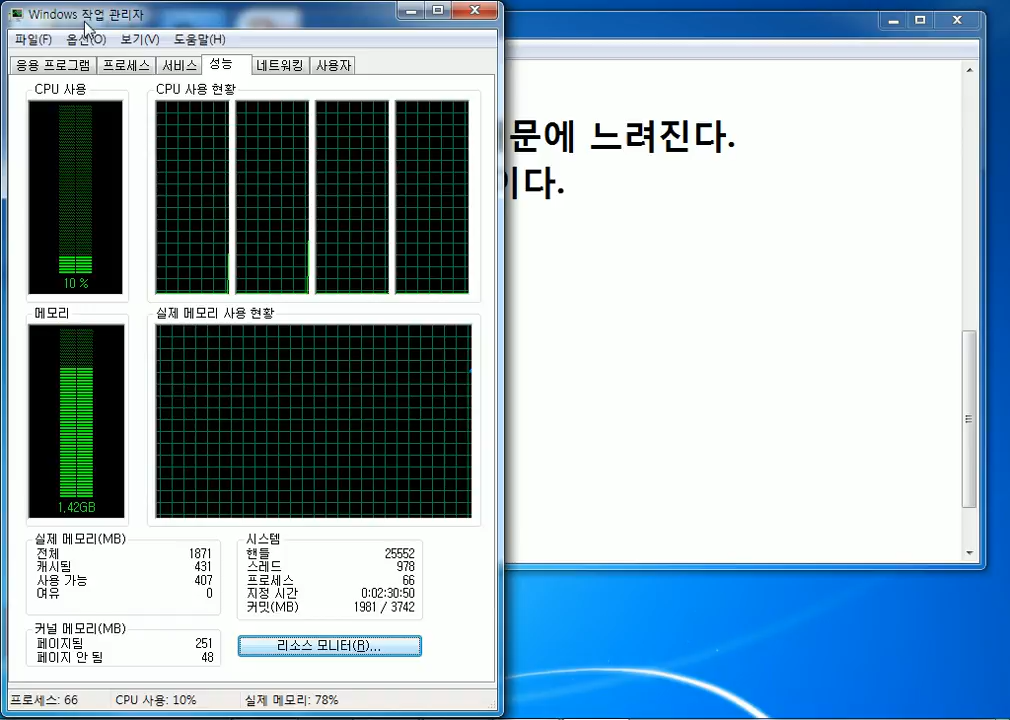 Windows 작업 관리자
파일(F) 옵션(O) 보기(V) 도움말(H)
응용 프로그램 프로세스 서비스 성능 네트워킹 사용자
CPU 사용
CPU 사용 현황
10 %
메모리
실제 메모리 사용 현황
1,42GB
실제 메모리(MB)
전체 1871
캐시됨 431
사용 가능 407
여유 0
시스템
핸들 25552
스레드 978
프로세스 66
지정 시간 0:02:30:50
커밋(MB) 1981 / 3742
커널 메모리(MB)
페이지됨 251
페이지 안 됨 48
리소스 모니터(R)...
프로세스: 66 CPU 사용: 10% 실제 메모리: 78%
문에 느려진다.
이다.